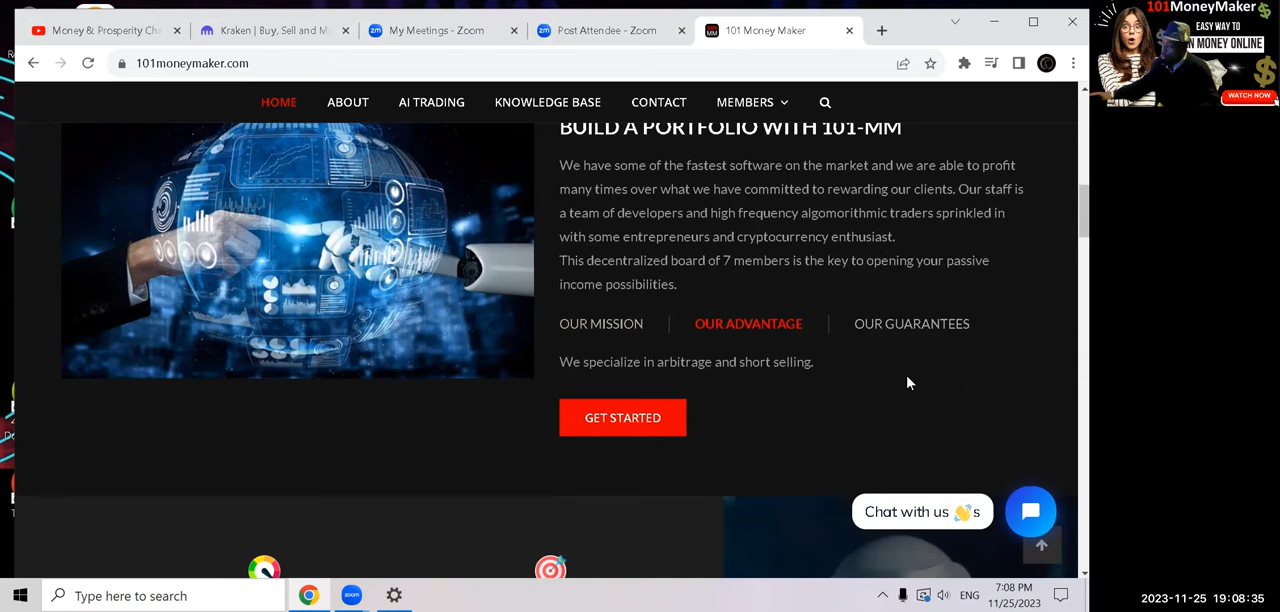 Money & Prosperity Cha
Kraken | Buy, Sell and M
My Meetings - Zoom
Post Attendee - Zoom
101 Money Maker
101moneymaker.com
HOME
ABOUT
AI TRADING
KNOWLEDGE BASE
CONTACT
MEMBERS
BUILD A PORTFOLIO WITH 101-MM
We have some of the fastest software on the market and we are able to profit
many times over what we have committed to rewarding our clients. Our staff is
a team of developers and high frequency algomorithmic traders sprinkled in
with some entrepreneurs and cryptocurrency enthusiast.
This decentralized board of 7 members is the key to opening your passive
income possibilities.
OUR MISSION
OUR ADVANTAGE
OUR GUARANTEES
We specialize in arbitrage and short selling.
GET STARTED
Chat with us 👋s
Type here to search
ENG
7:08 PM
11/25/2023
101MoneyMaker
EASY WAY TO
N MONEY ONLINE
WATCH NOW
2023-11-25 19:08:35